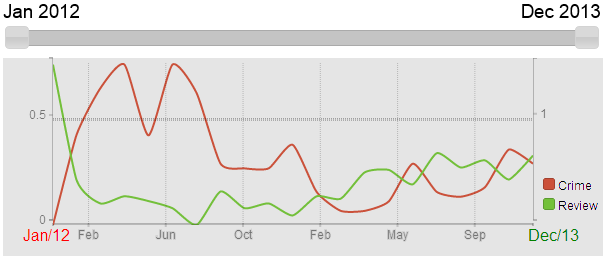 Jan 2012 Dec 2013
0.5 1
0 0
Crime
Review
Jan/12 Feb Jun Oct Feb May Sep Dec/13